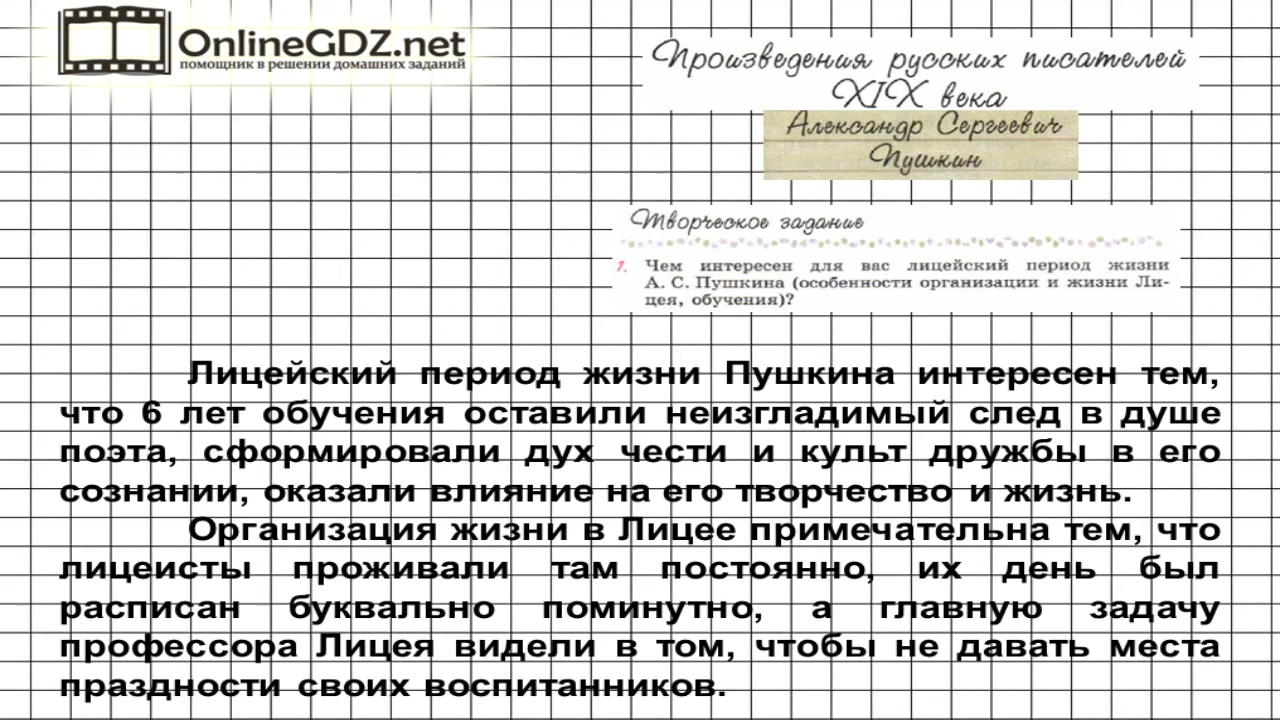 OnlineGDZ.net
помощник в решении домашних заданий
Произведения русских писателей
XIX века
Александр Сергеевич
Пушкин
Творческое задание
1. Чем интересен для вас лицейский период жизни
А. С. Пушкина (особенности организации и жизни Ли-
цея, обучения)?
Лицейский период жизни Пушкина интересен тем,
что 6 лет обучения оставили неизгладимый след в душе
поэта, сформировали дух чести и культ дружбы в его
сознании, оказали влияние на его творчество и жизнь.
Организация жизни в Лицее примечательна тем, что
лицеисты проживали там постоянно, их день был
расписан буквально поминутно, а главную задачу
профессора Лицея видели в том, чтобы не давать места
праздности своих воспитанников.